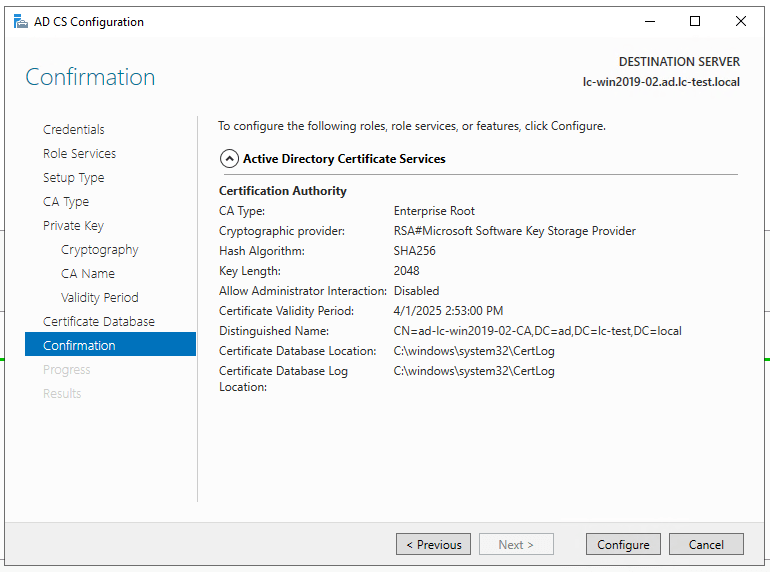 AD CS Configuration
Confirmation
DESTINATION SERVER
lc-win2019-02.ad.lc-test.local
Credentials
Role Services
Setup Type
CA Type
Private Key
Cryptography
CA Name
Validity Period
Certificate Database
Confirmation
Progress
Results
To configure the following roles, role services, or features, click Configure.
Active Directory Certificate Services
Certification Authority
CA Type: Enterprise Root
Cryptographic provider: RSA#Microsoft Software Key Storage Provider
Hash Algorithm: SHA256
Key Length: 2048
Allow Administrator Interaction: Disabled
Certificate Validity Period: 4/1/2025 2:53:00 PM
Distinguished Name: CN=ad-lc-win2019-02-CA,DC=ad,DC=lc-test,DC=local
Certificate Database Location: C:\windows\system32\CertLog
Certificate Database Log C:\windows\system32\CertLog
Location:
< Previous
Next >
Configure
Cancel